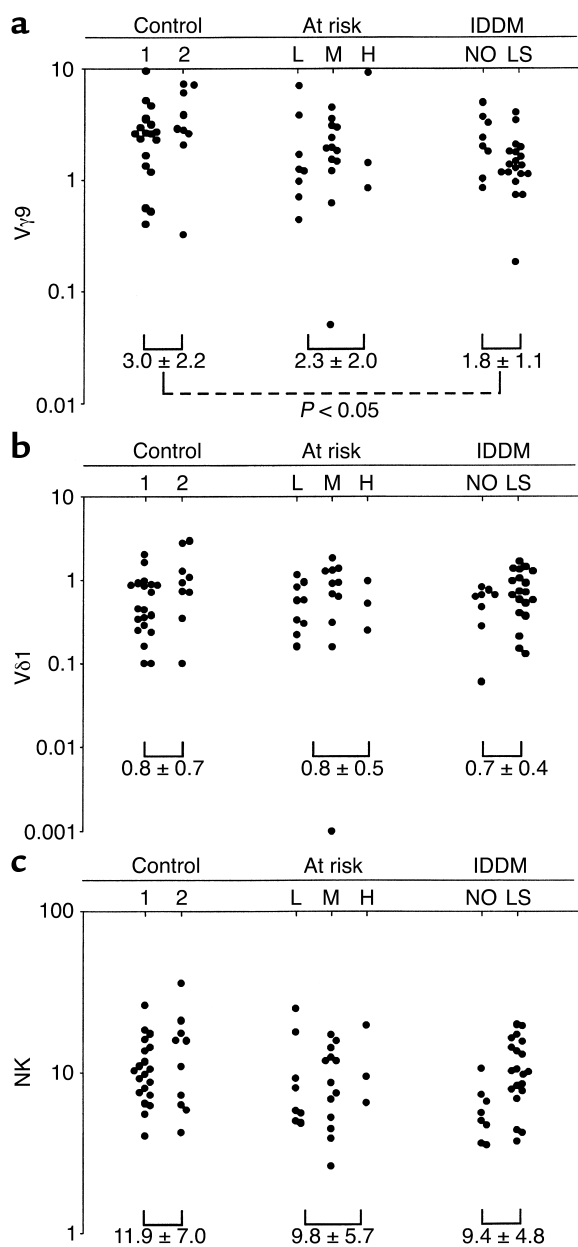 a
Control At risk IDDM
1 2 L M H NO LS
10
1
0.1
0.01
Vγ9
3.0 ± 2.2 2.3 ± 2.0 1.8 ± 1.1
P < 0.05
b
Control At risk IDDM
1 2 L M H NO LS
10
1
0.1
0.01
0.001
Vδ1
0.8 ± 0.7 0.8 ± 0.5 0.7 ± 0.4
c
Control At risk IDDM
1 2 L M H NO LS
100
10
1
NK
11.9 ± 7.0 9.8 ± 5.7 9.4 ± 4.8